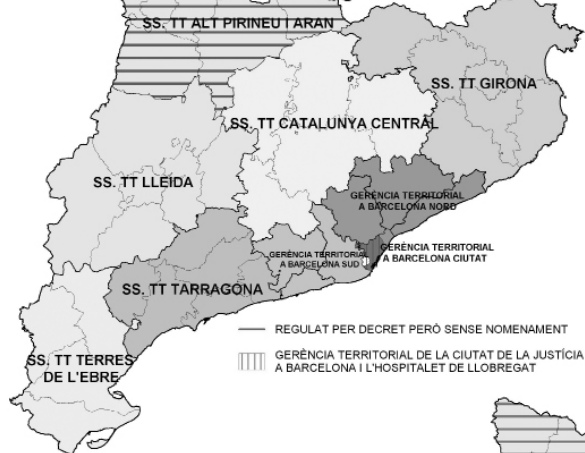 SS. TT ALT PIRINEU I ARAN
SS. TT GIRONA
SS. TT CATALUNYA CENTRAL
SS. TT LLEIDA
GERÈNCIA TERRITORIAL
A BARCELONA NORD
GERÈNCIA TERRITORIAL
A BARCELONA CIUTAT
GERÈNCIA TERRITORIAL
A BARCELONA SUD
SS. TT TARRAGONA
REGULAT PER DECRET PERÒ SENSE NOMENAMENT
GERÈNCIA TERRITORIAL DE LA CIUTAT DE LA JUSTÍCIA
A BARCELONA I L'HOSPITALET DE LLOBREGAT
SS. TT TERRES
DE L'EBRE